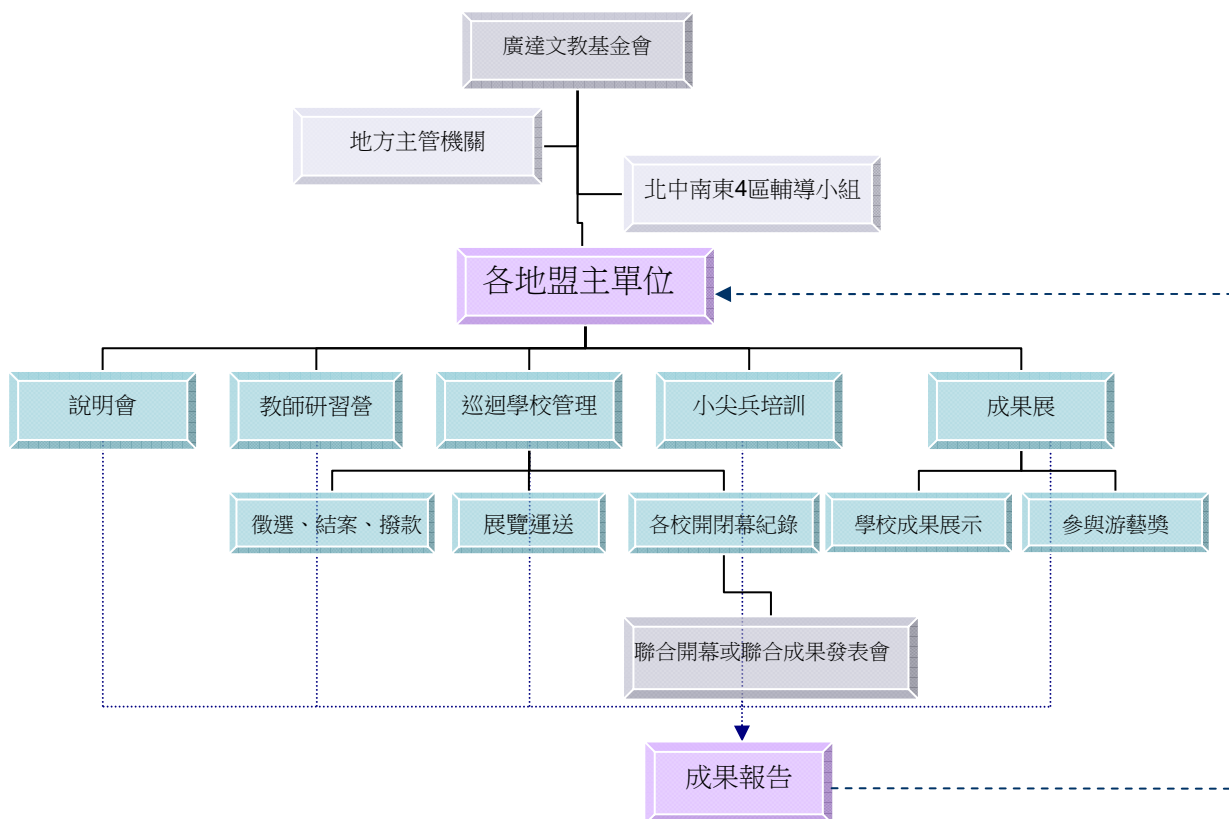 廣達文教基金會
地方主管機關
北中南東4區輔導小組
各地盟主單位
說明會
教師研習營
巡迴學校管理
小尖兵培訓
成果展
徵選、結案、撥款
展覽運送
各校開閉幕紀錄
學校成果展示
參與游藝獎
聯合開幕或聯合成果發表會
成果報告